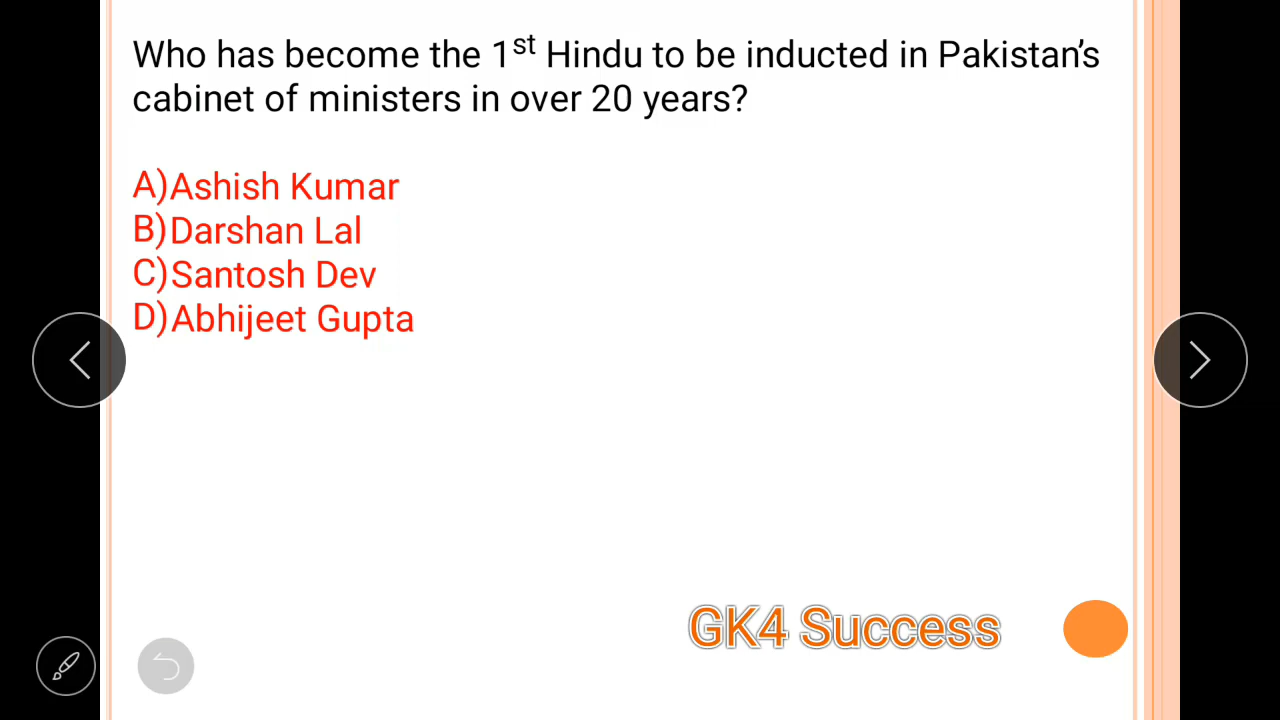 Who has become the 1st Hindu to be inducted in Pakistan's
cabinet of ministers in over 20 years?
A)Ashish Kumar
B)Darshan Lal
C)Santosh Dev
D)Abhijeet Gupta
GK4 Success